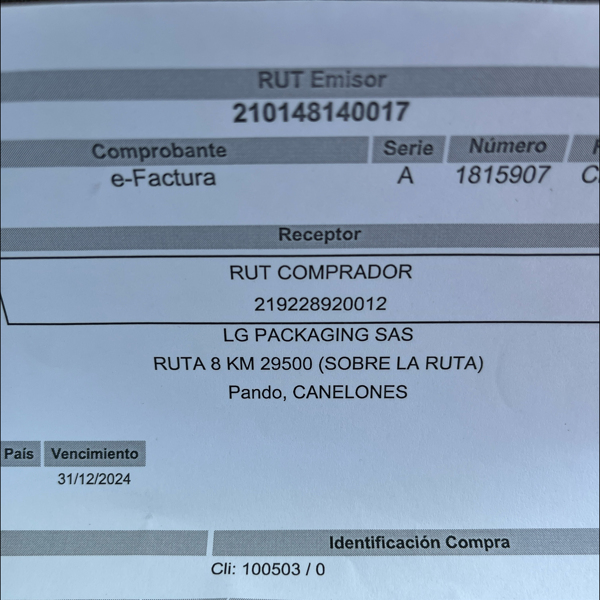 RUT Emisor
210148140017
Comprobante Serie Número
e-Factura A 1815907
Receptor
RUT COMPRADOR
219228920012
LG PACKAGING SAS
RUTA 8 KM 29500 (SOBRE LA RUTA)
Pando, CANELONES
País Vencimiento
31/12/2024
Identificación Compra
Cli: 100503 / 0